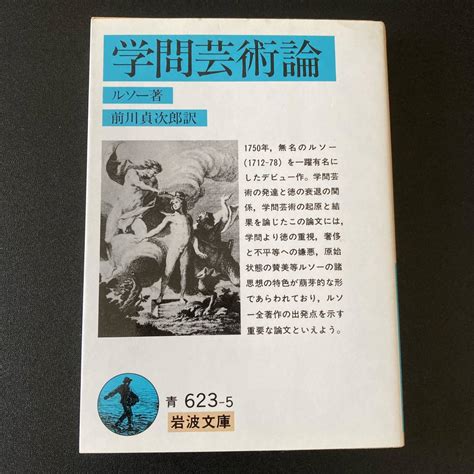 学問芸術論
ルソー著
前川貞次郎訳
1750年，無名のルソー
(1712-78) を一躍有名に
したデビュー作。学問芸
術の発達と徳の衰退の関
係，学問芸術の起原と結
果を論じたこの論文には，
学問より徳の重視，奢侈
と不平等への嫌悪，原始
状態の賛美等ルソーの諸
思想の特色が萠芽的な形
であらわれており，ルソ
ー全著作の出発点を示す
重要な論文といえよう。
青 623-5
岩波文庫